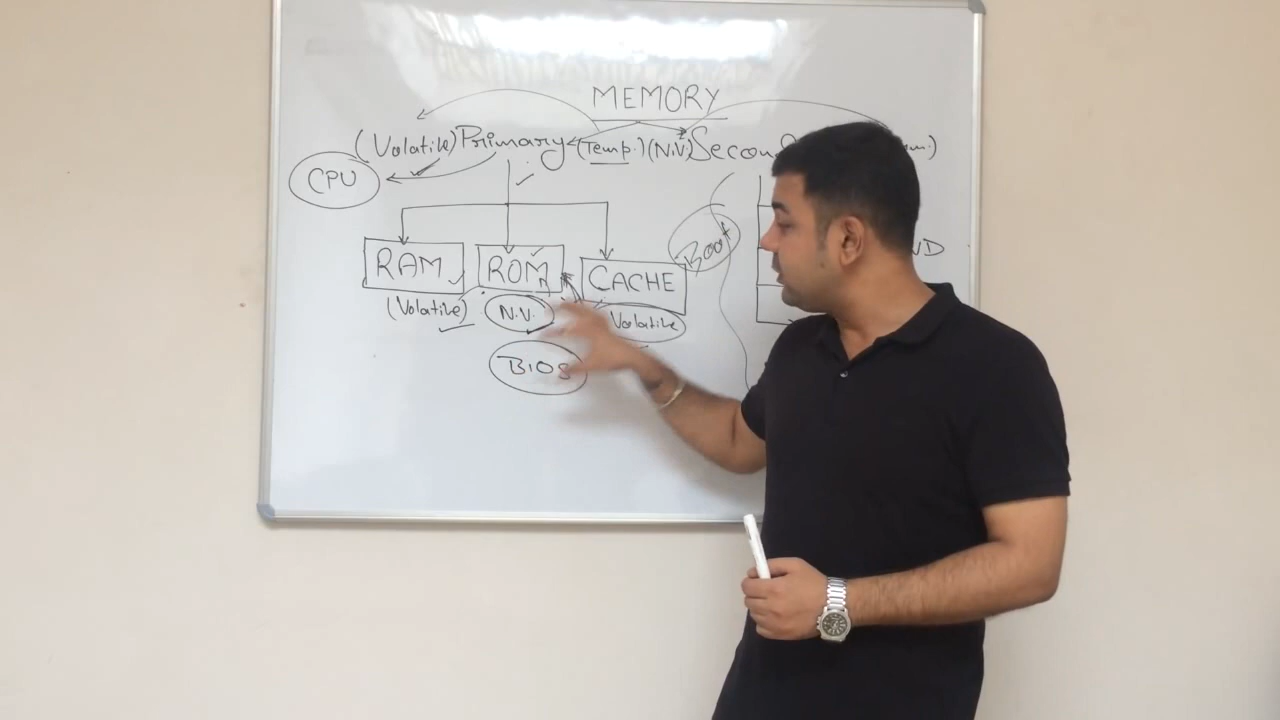 MEMORY
(Volatile) Primary (Temp.) (N.V.) Secon
CPU
RAM ROM CACHE Boot
(Volatile) N.V. Volatile
BIOS